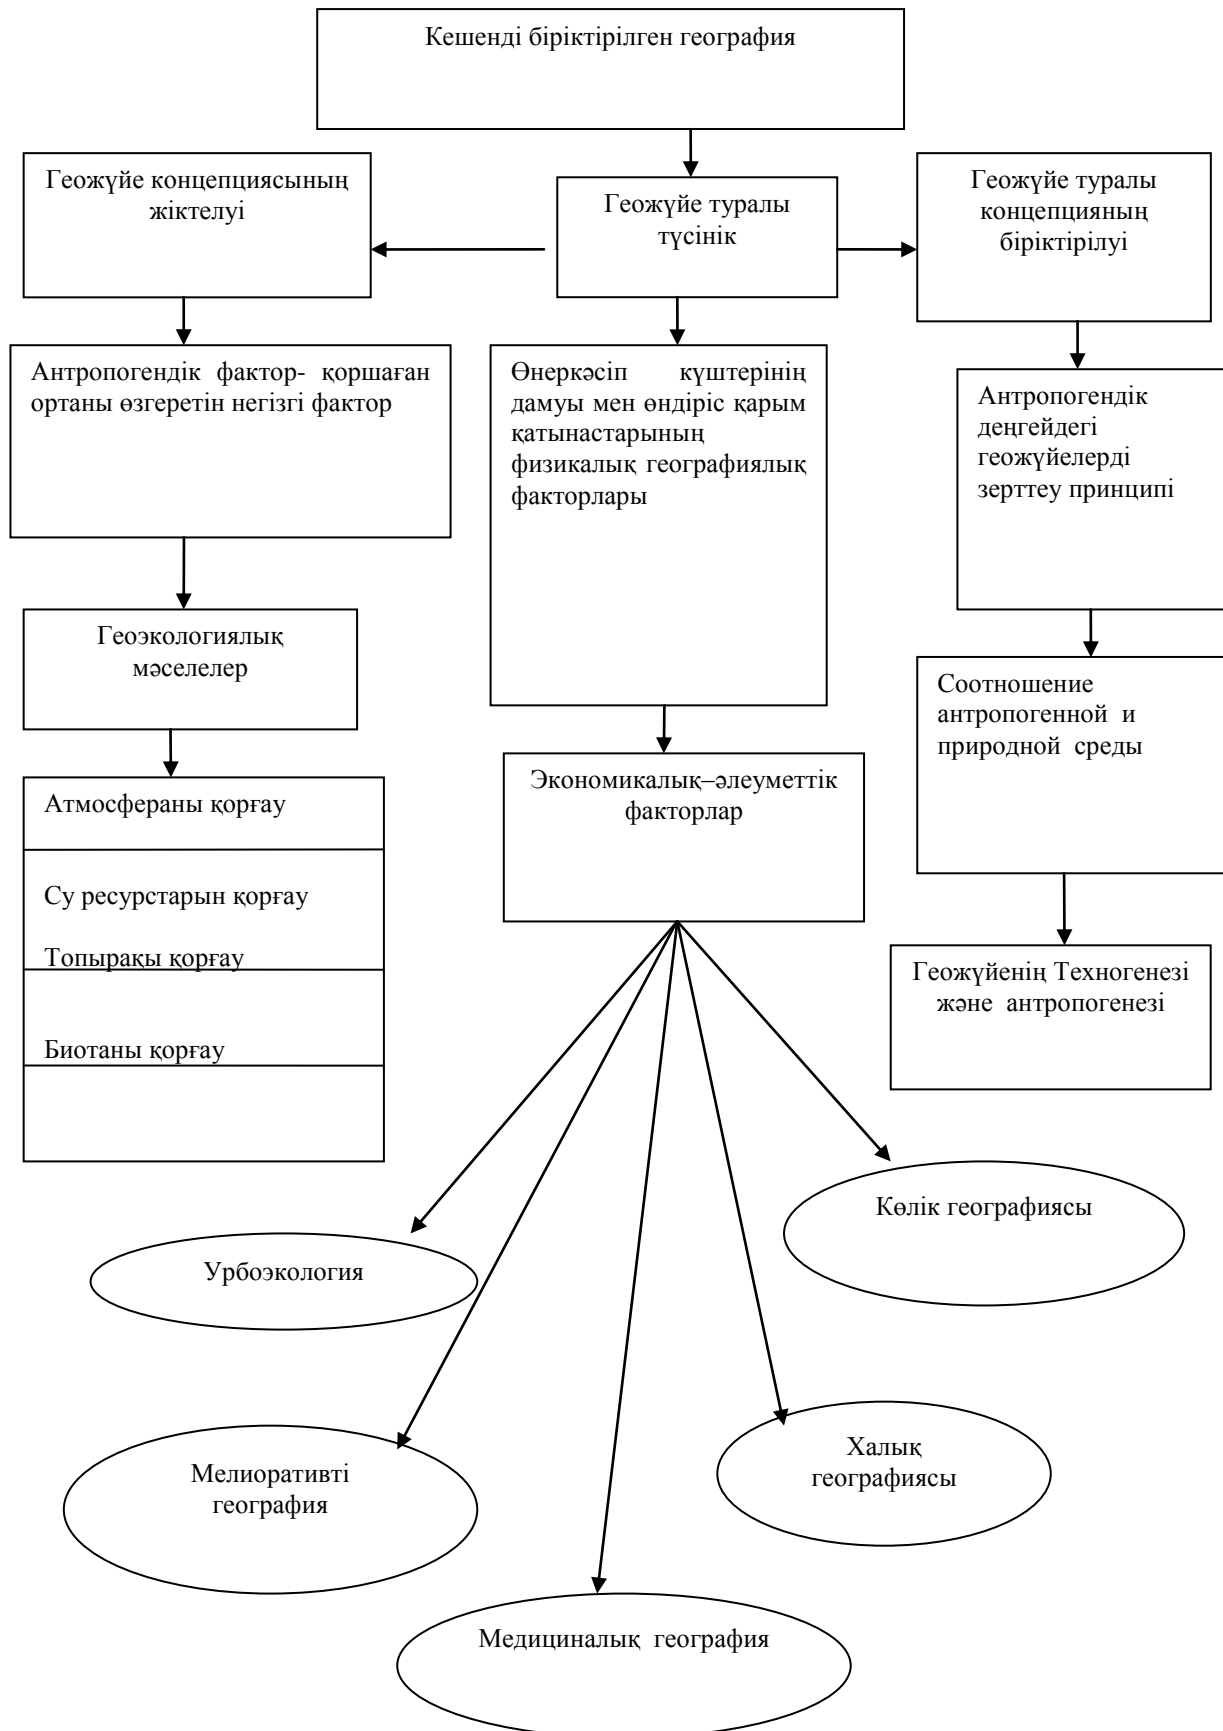 Кешенді біріктірілген география
Геожүйе концепциясының
жіктелуі
Геожүйе туралы
түсінік
Геожүйе туралы
концепцияның
біріктірілуі
Антропогендік фактор- қоршаған
ортаны өзгеретін негізгі фактор
Өнеркәсіп күштерінің
дамуы мен өндіріс қарым
қатынастарының
физикалық географиялық
факторлары
Антропогендік
деңгейдегі
геожүйелерді
зерттеу принципі
Геоэкологиялық
мәселелер
Соотношение
антропогенной и
природной среды
Атмосфераны қорғау
Су ресурстарын қорғау
Топырақы қорғау
Биотаны қорғау
Экономикалық–әлеуметтік
факторлар
Геожүйенің Техногенезі
және антропогенезі
Көлік географиясы
Урбоэкология
Халық
географиясы
Мелиоративті
география
Медициналық география